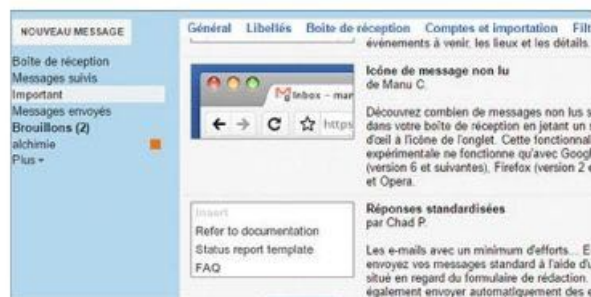 NOUVEAU MESSAGE
Boîte de réception
Messages suivis
Important
Messages envoyés
Brouillons (2)
alchimie
Plus
Général Libellés Boîte de réception Comptes et importation Filt
événements à venir, les lieux et les détails.
Inbox - mar
https
Icône de message non lu
de Manu C.
Découvrez combien de messages non lus s
dans votre boîte de réception en jetant un
d'œil à l'icône de l'onglet. Cette fonctionnal
expérimentale ne fonctionne qu'avec Googl
(version 6 et suivantes), Firefox (version 2 e
et Opera.
Insert
Refer to documentation
Status report template
FAQ
Réponses standardisées
par Chad P.
Les e-mails avec un minimum d'efforts... E
envoyez vos messages standard à l'aide d'u
situé en regard du formulaire de rédaction.
également envoyer automatiquement des e